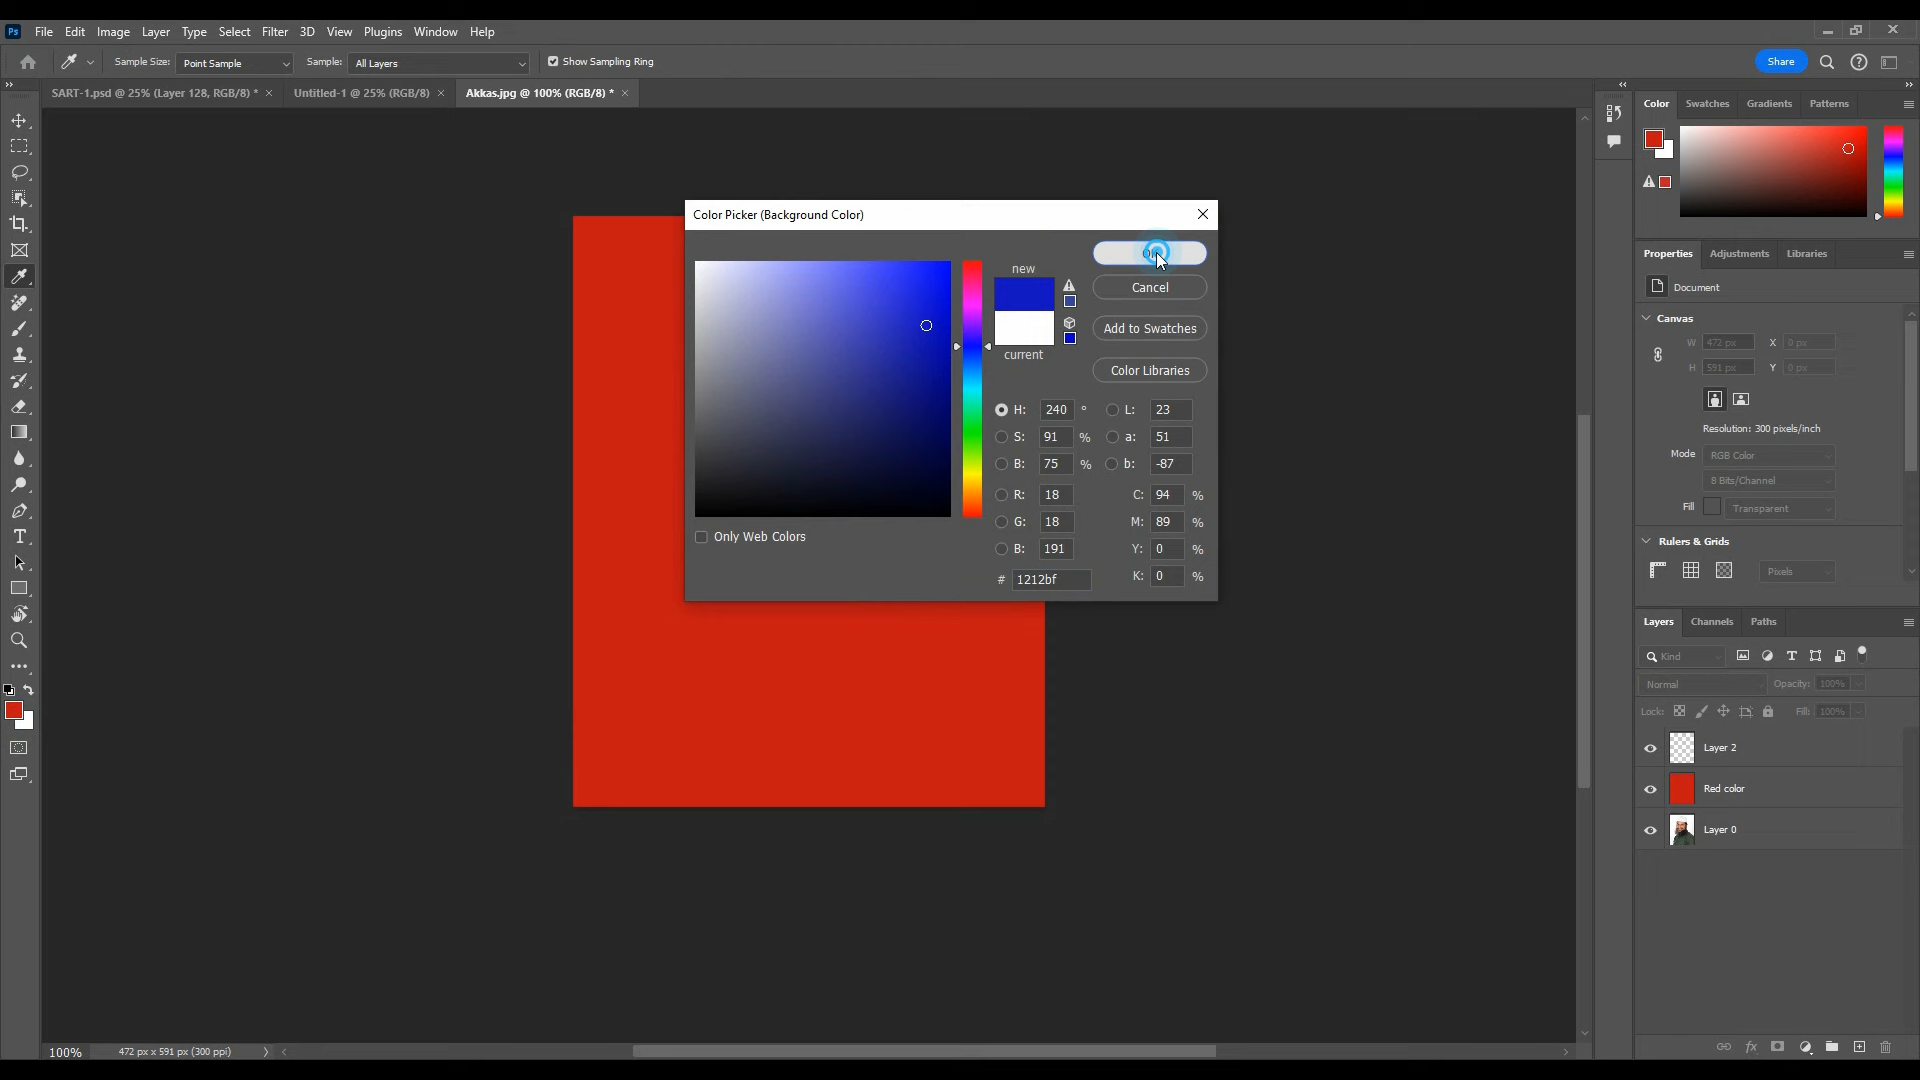 Ps File Edit Image Layer Type Select Filter 3D View Plugins Window Help
Sample Size: Point Sample Sample: All Layers Show Sampling Ring Share
SART-1.psd @ 25% (Layer 128, RGB/8) * × Untitled-1 @ 25% (RGB/8) × Akkas.jpg @ 100% (RGB/8) * ×
Color Swatches Gradients Patterns
Color Picker (Background Color)
new
current
Cancel
Add to Swatches
Color Libraries
H: 240 ° L: 23
S: 91 % a: 51
B: 75 % b: -87
R: 18 C: 94 %
G: 18 M: 89 %
B: 191 Y: 0 %
# 1212bf K: 0 %
Only Web Colors
Properties Adjustments Libraries
Document
Canvas
W 472 px X 0 px
H 591 px Y 0 px
Resolution: 300 pixels/inch
Mode RGB Color
8 Bits/Channel
Fill Transparent
Rulers & Grids
Pixels
Layers Channels Paths
Kind
Normal Opacity: 100%
Lock: Fill: 100%
Layer 2
Red color
Layer 0
100% 472 px x 591 px (300 ppi)